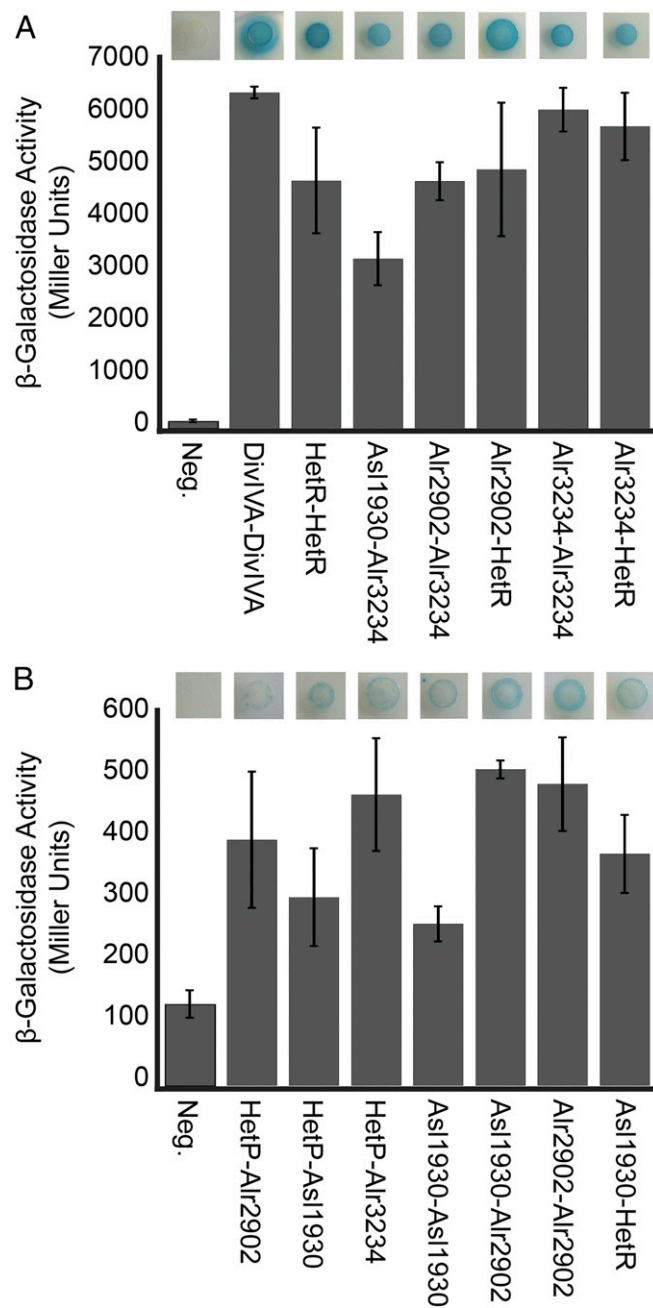 A
7000
6000
5000
4000
3000
2000
1000
0
β-Galactosidase Activity
(Miller Units)
Neg.
DivIVA-DivIVA
HetR-HetR
Asl1930-Alr3234
Alr2902-Alr3234
Alr2902-HetR
Alr3234-Alr3234
Alr3234-HetR
B
600
500
400
300
200
100
0
β-Galactosidase Activity
(Miller Units)
Neg.
HetP-Alr2902
HetP-Asl1930
HetP-Alr3234
Asl1930-Asl1930
Asl1930-Alr2902
Alr2902-Alr2902
Asl1930-HetR